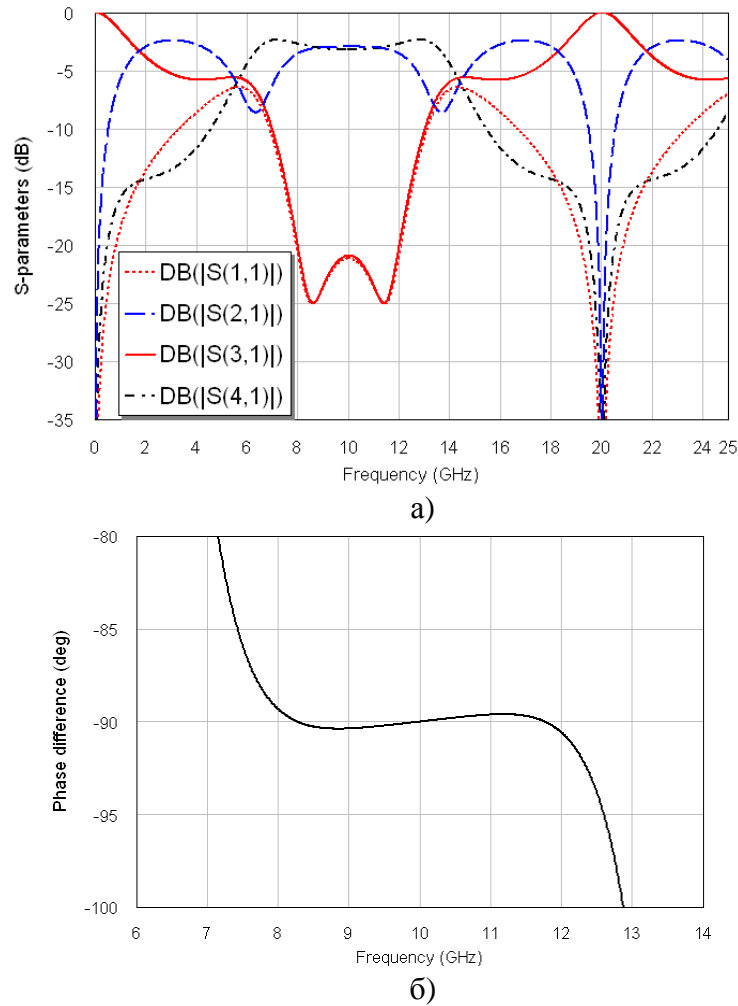 0
-5
-10
-15
-20
-25
-30
-35
S-parameters (dB)
DB(|S(1,1)|)
DB(|S(2,1)|)
DB(|S(3,1)|)
DB(|S(4,1)|)
0 2 4 6 8 10 12 14 16 18 20 22 24 25
Frequency (GHz)
а)
-80
-85
-90
-95
-100
Phase difference (deg)
6 7 8 9 10 11 12 13 14
Frequency (GHz)
б)